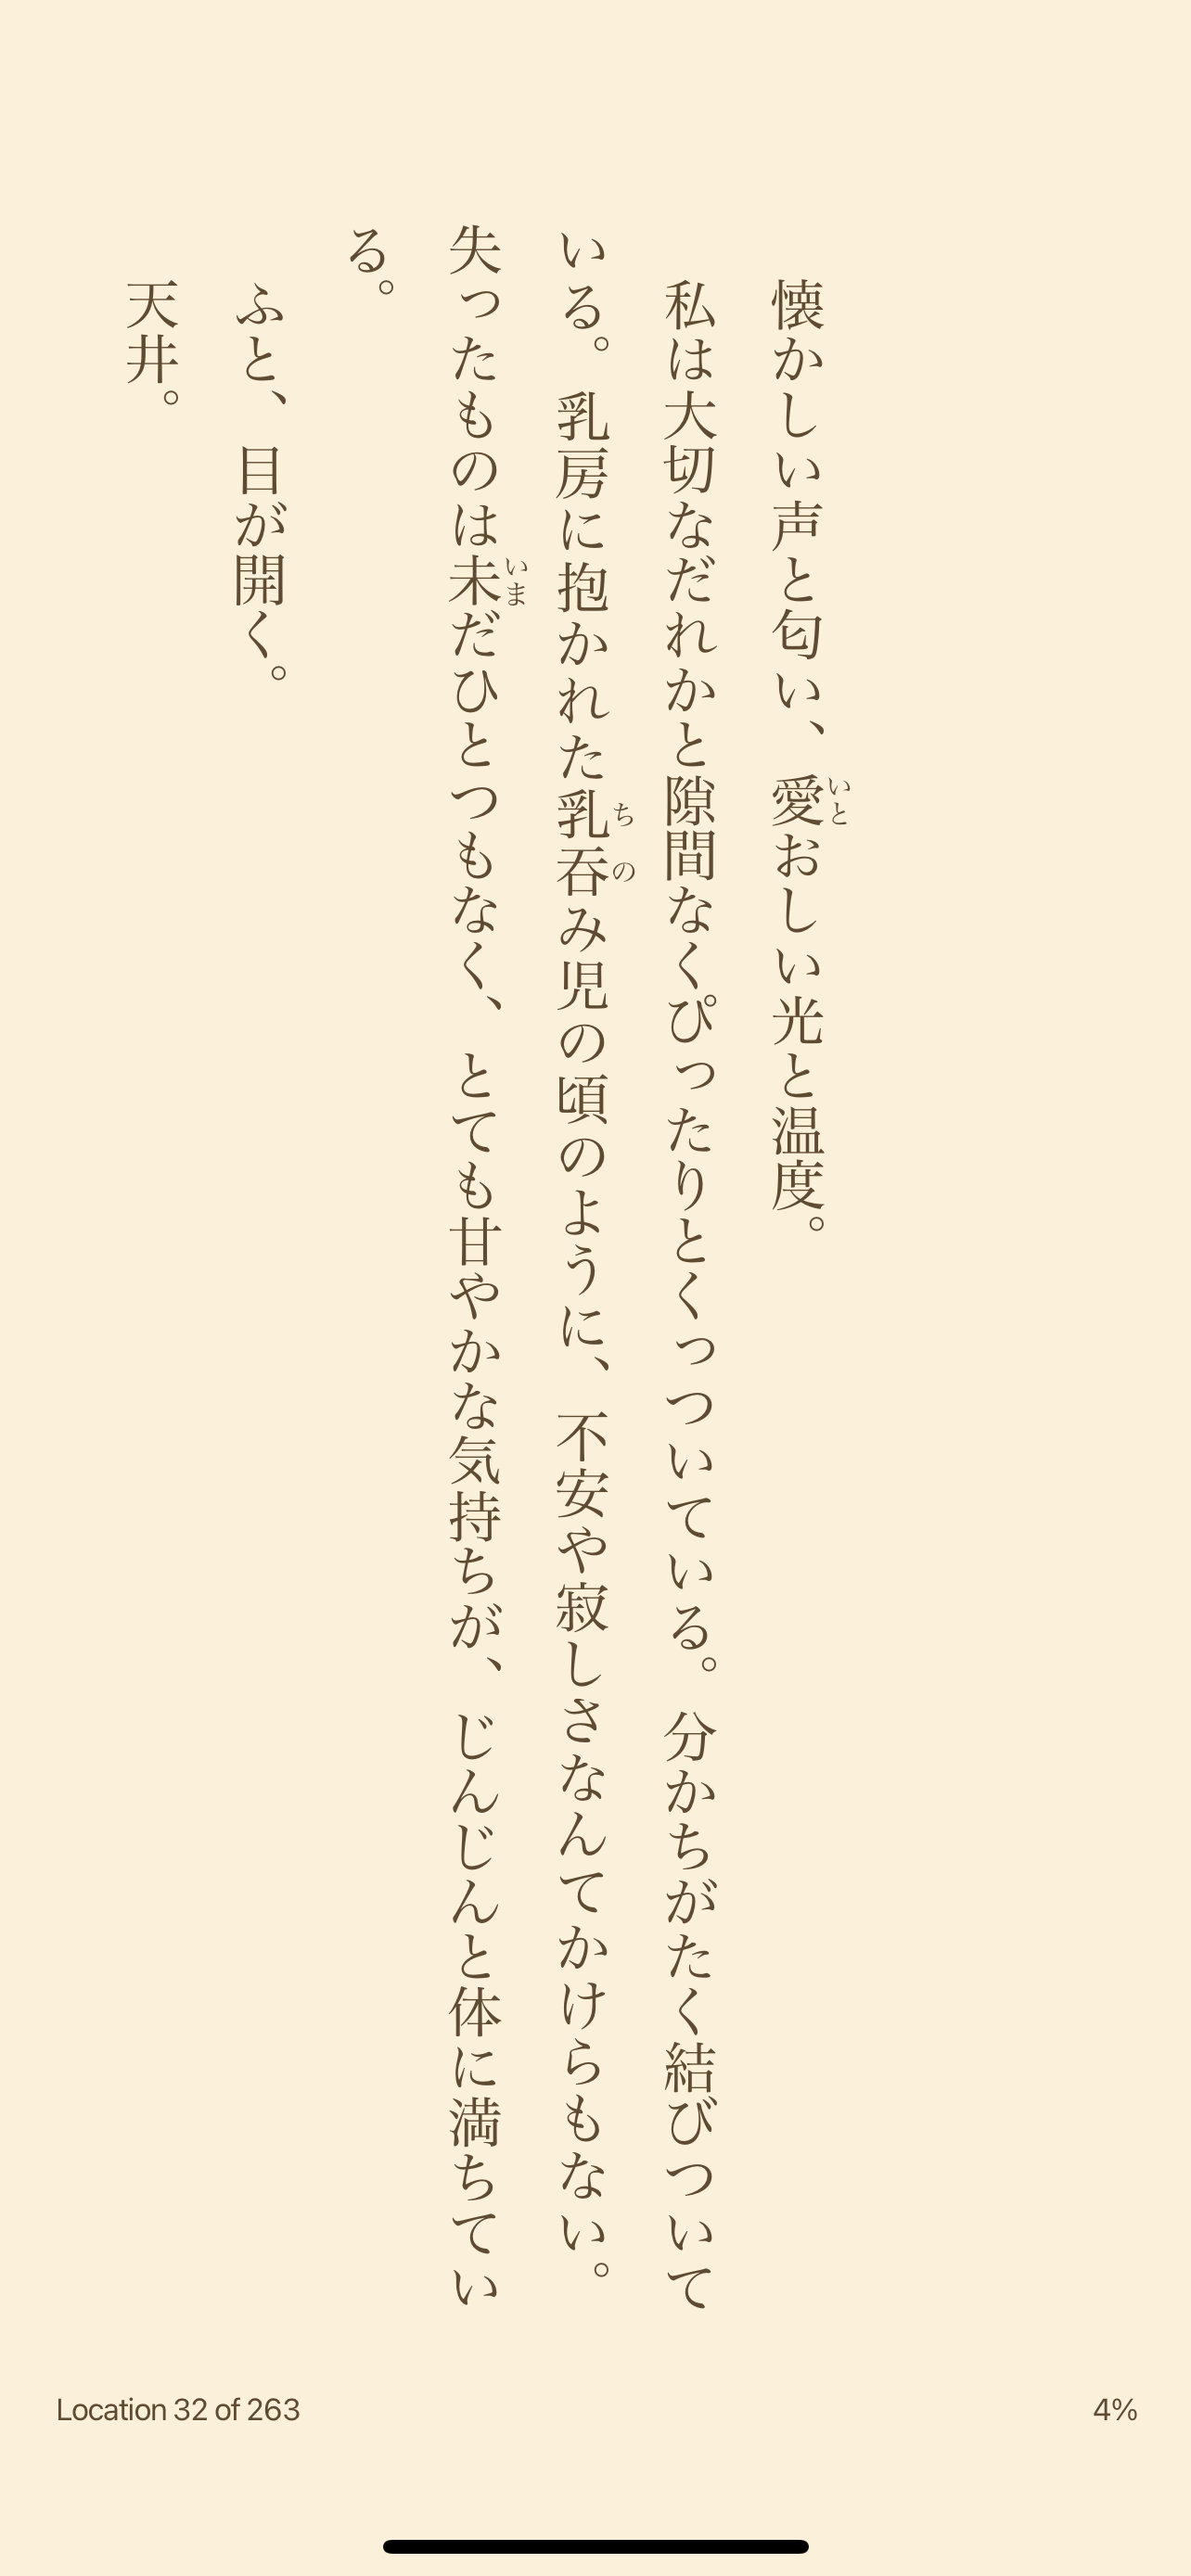 懐かしい声と匂い、愛おしい光と温度。
私は大切なだれかと隙間なくぴったりとくっついている。分かちがたく結びついて
いる。乳房に抱かれた乳呑み児の頃のように、不安や寂しさなんてかけらもない。
失ったものは未だひとつもなく、とても甘やかな気持ちが、じんじんと体に満ちてい
る。
ふと、目が開く。
天井。
いと
ちの
いま
Location 32 of 263
4%